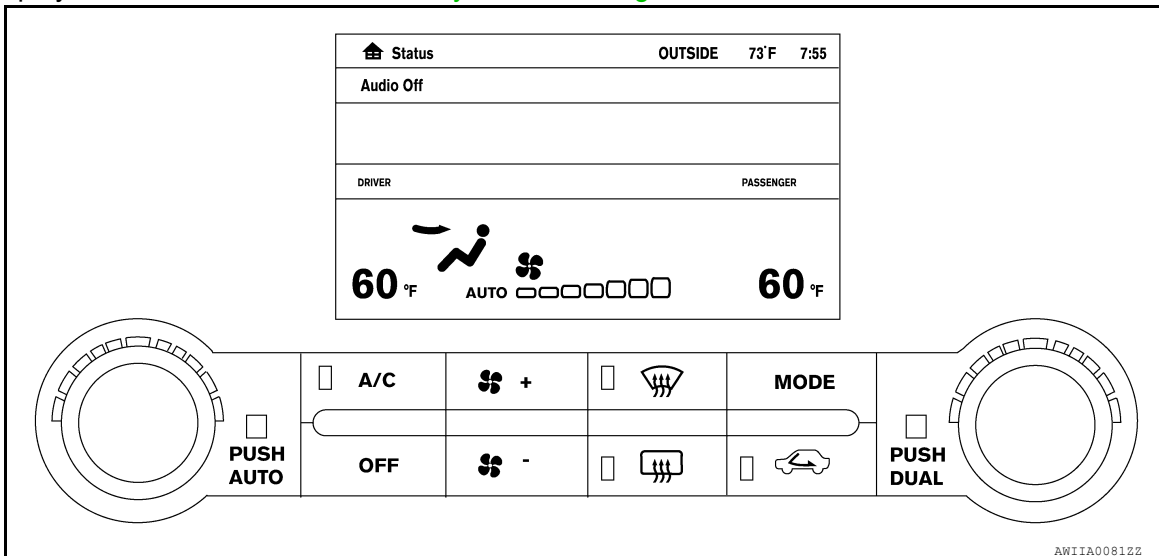 Status OUTSIDE 73°F 7:55
Audio Off
DRIVER PASSENGER
60 °F AUTO 60 °F
A/C + MODE
PUSH AUTO OFF - PUSH DUAL
AWIIA0081ZZ